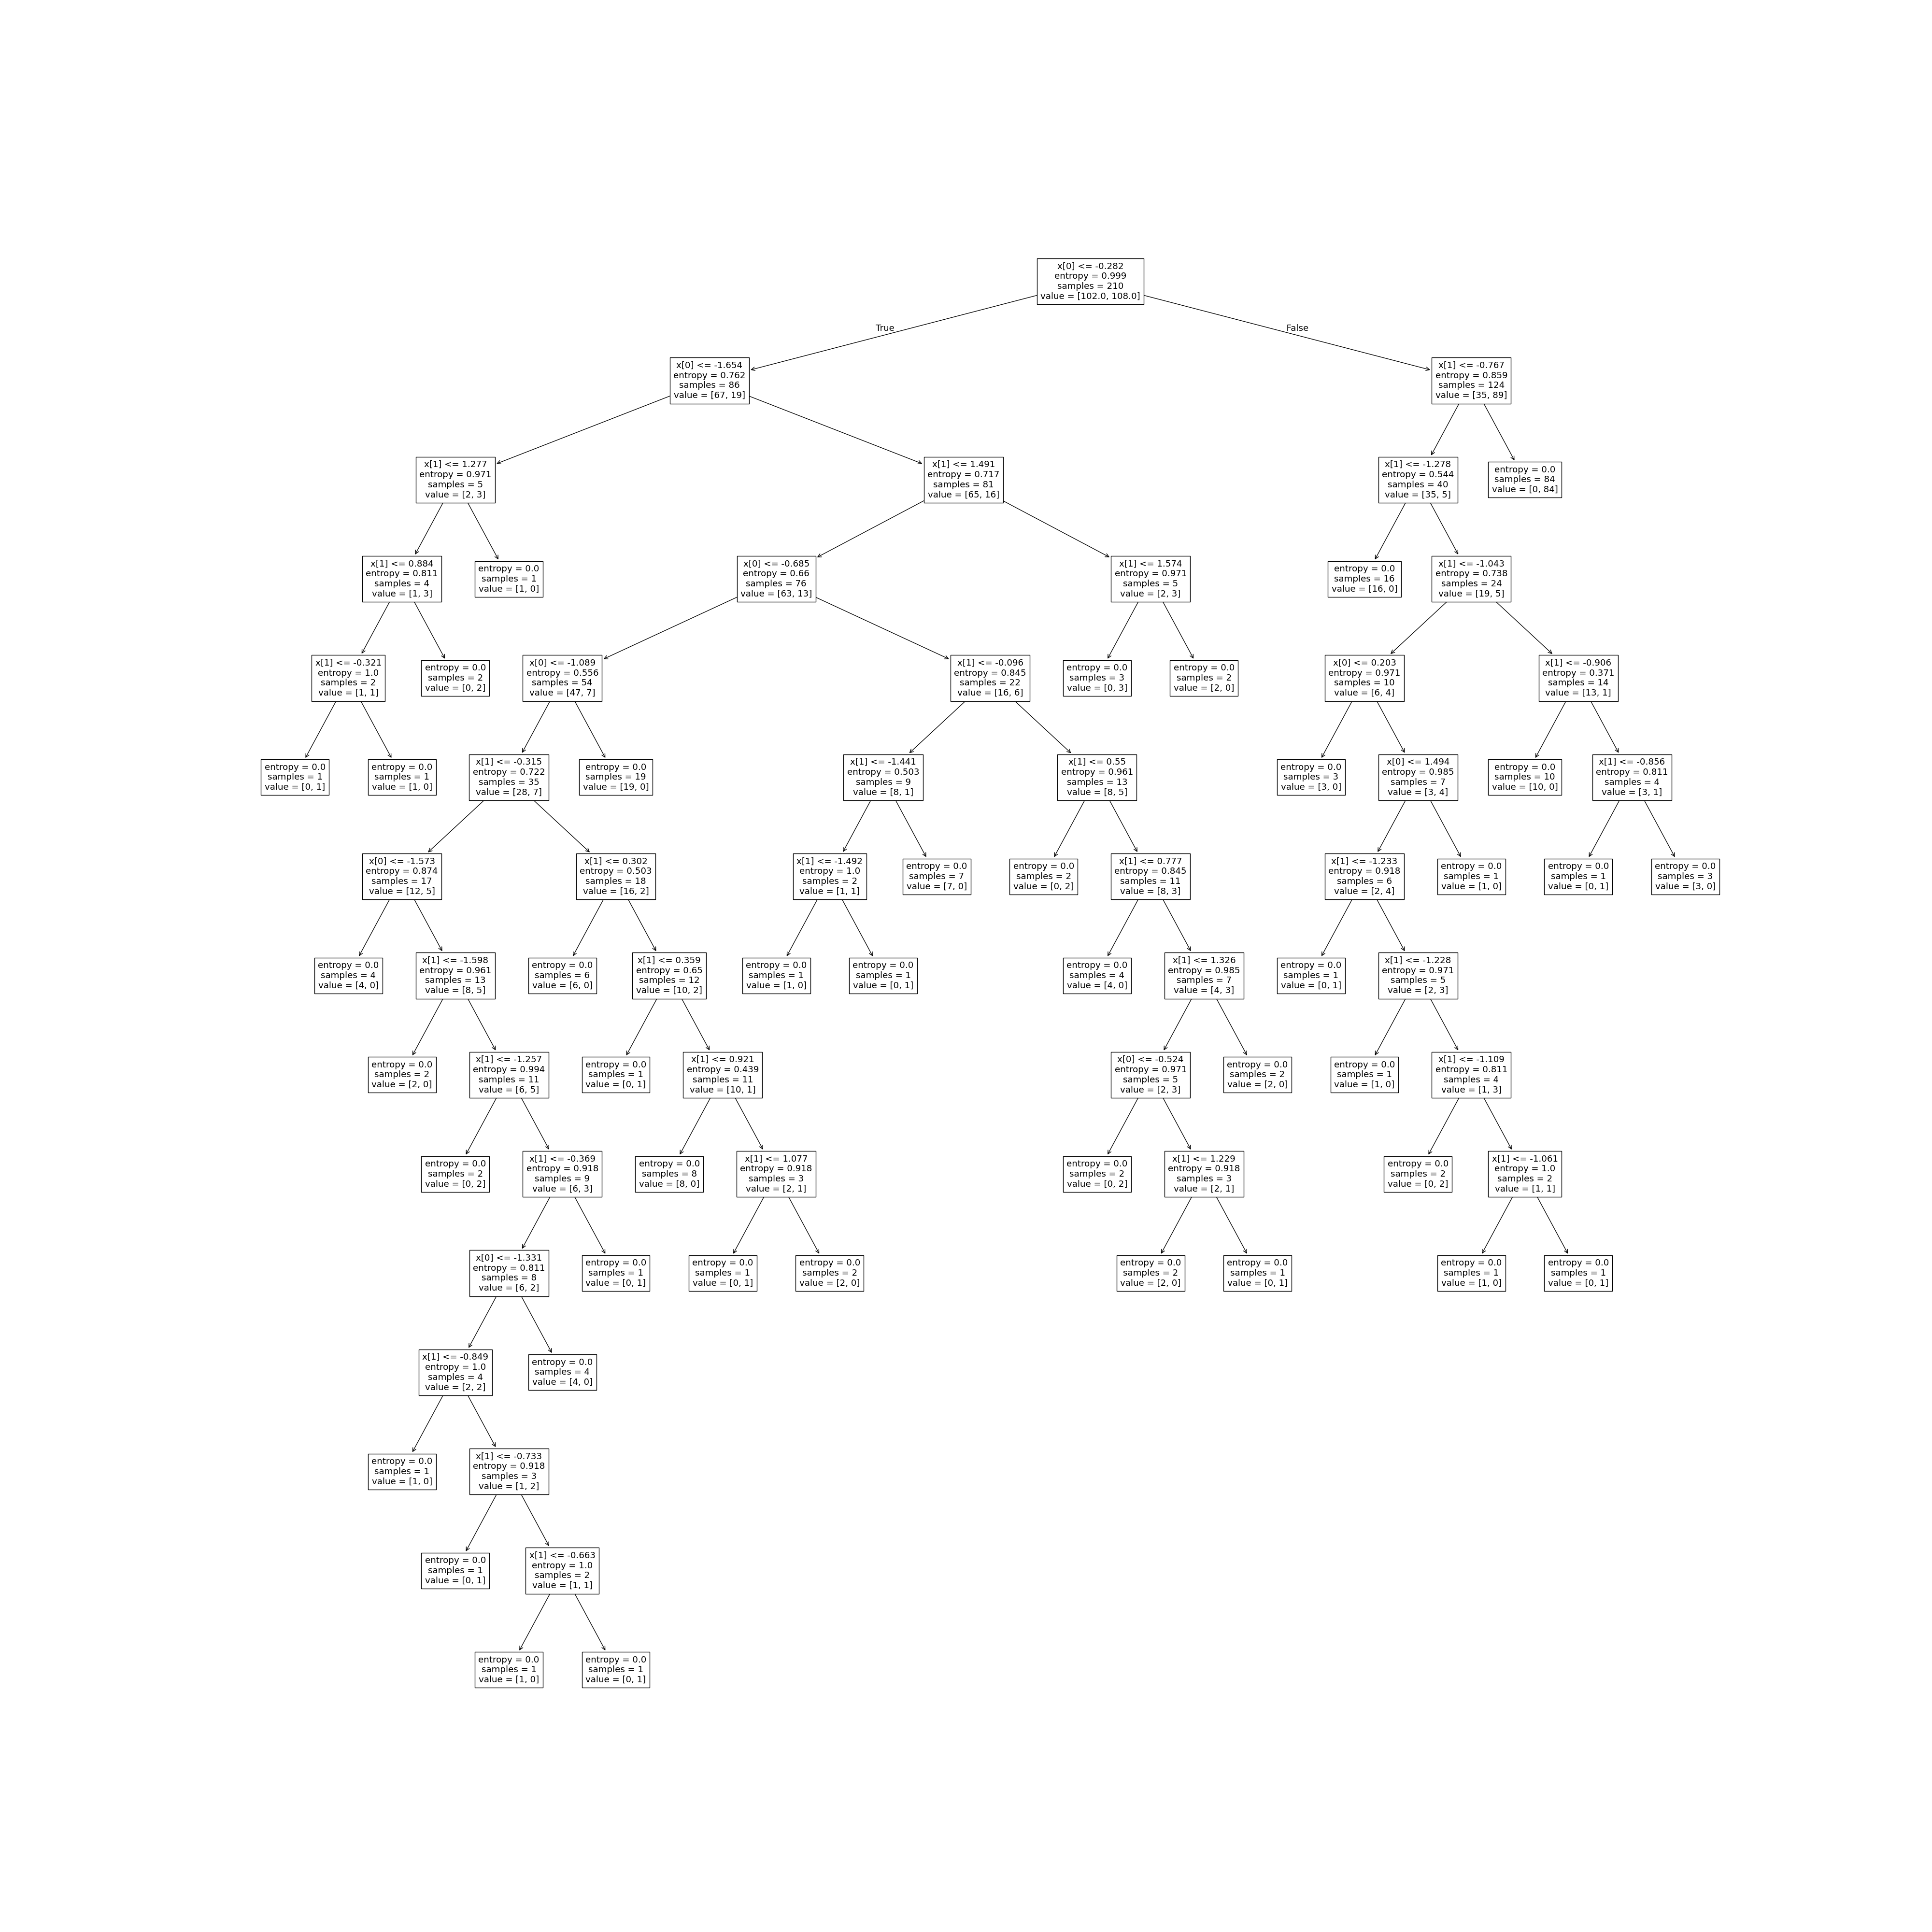 x[0] <= -0.282
entropy = 0.999
samples = 210
value = [102.0, 108.0]
True
False
x[0] <= -1.654
entropy = 0.762
samples = 86
value = [67, 19]
x[1] <= -0.767
entropy = 0.859
samples = 124
value = [35, 89]
x[1] <= 1.277
entropy = 0.971
samples = 5
value = [2, 3]
x[1] <= 1.491
entropy = 0.717
samples = 81
value = [65, 16]
x[1] <= -1.278
entropy = 0.544
samples = 40
value = [35, 5]
entropy = 0.0
samples = 84
value = [0, 84]
x[1] <= 0.884
entropy = 0.811
samples = 4
value = [1, 3]
entropy = 0.0
samples = 1
value = [1, 0]
x[0] <= -0.685
entropy = 0.66
samples = 76
value = [63, 13]
x[1] <= 1.574
entropy = 0.971
samples = 5
value = [2, 3]
entropy = 0.0
samples = 16
value = [16, 0]
x[1] <= -1.043
entropy = 0.738
samples = 24
value = [19, 5]
x[1] <= -0.321
entropy = 1.0
samples = 2
value = [1, 1]
entropy = 0.0
samples = 2
value = [0, 2]
x[0] <= -1.089
entropy = 0.556
samples = 54
value = [47, 7]
x[1] <= -0.096
entropy = 0.845
samples = 22
value = [16, 6]
entropy = 0.0
samples = 3
value = [0, 3]
entropy = 0.0
samples = 2
value = [2, 0]
x[0] <= 0.203
entropy = 0.971
samples = 10
value = [6, 4]
x[1] <= -0.906
entropy = 0.371
samples = 14
value = [13, 1]
entropy = 0.0
samples = 1
value = [0, 1]
entropy = 0.0
samples = 1
value = [1, 0]
x[1] <= -0.315
entropy = 0.722
samples = 35
value = [28, 7]
entropy = 0.0
samples = 19
value = [19, 0]
x[1] <= -1.441
entropy = 0.503
samples = 9
value = [8, 1]
x[1] <= 0.55
entropy = 0.961
samples = 13
value = [8, 5]
entropy = 0.0
samples = 3
value = [3, 0]
x[0] <= 1.494
entropy = 0.985
samples = 7
value = [3, 4]
entropy = 0.0
samples = 10
value = [10, 0]
x[1] <= -0.856
entropy = 0.811
samples = 4
value = [3, 1]
x[0] <= -1.573
entropy = 0.874
samples = 17
value = [12, 5]
x[1] <= 0.302
entropy = 0.503
samples = 18
value = [16, 2]
x[1] <= -1.492
entropy = 1.0
samples = 2
value = [1, 1]
entropy = 0.0
samples = 7
value = [7, 0]
entropy = 0.0
samples = 2
value = [0, 2]
x[1] <= 0.777
entropy = 0.845
samples = 11
value = [8, 3]
x[1] <= -1.233
entropy = 0.918
samples = 6
value = [2, 4]
entropy = 0.0
samples = 1
value = [1, 0]
entropy = 0.0
samples = 1
value = [0, 1]
entropy = 0.0
samples = 3
value = [3, 0]
entropy = 0.0
samples = 4
value = [4, 0]
x[1] <= -1.598
entropy = 0.961
samples = 13
value = [8, 5]
entropy = 0.0
samples = 6
value = [6, 0]
x[1] <= 0.359
entropy = 0.65
samples = 12
value = [10, 2]
entropy = 0.0
samples = 1
value = [1, 0]
entropy = 0.0
samples = 1
value = [0, 1]
entropy = 0.0
samples = 4
value = [4, 0]
x[1] <= 1.326
entropy = 0.985
samples = 7
value = [4, 3]
entropy = 0.0
samples = 1
value = [0, 1]
x[1] <= -1.228
entropy = 0.971
samples = 5
value = [2, 3]
entropy = 0.0
samples = 2
value = [2, 0]
x[1] <= -1.257
entropy = 0.994
samples = 11
value = [6, 5]
entropy = 0.0
samples = 1
value = [0, 1]
x[1] <= 0.921
entropy = 0.439
samples = 11
value = [10, 1]
x[0] <= -0.524
entropy = 0.971
samples = 5
value = [2, 3]
entropy = 0.0
samples = 2
value = [2, 0]
entropy = 0.0
samples = 1
value = [1, 0]
x[1] <= -1.109
entropy = 0.811
samples = 4
value = [1, 3]
entropy = 0.0
samples = 2
value = [0, 2]
x[1] <= -0.369
entropy = 0.918
samples = 9
value = [6, 3]
entropy = 0.0
samples = 8
value = [8, 0]
x[1] <= 1.077
entropy = 0.918
samples = 3
value = [2, 1]
entropy = 0.0
samples = 2
value = [0, 2]
x[1] <= 1.229
entropy = 0.918
samples = 3
value = [2, 1]
entropy = 0.0
samples = 2
value = [0, 2]
x[1] <= -1.061
entropy = 1.0
samples = 2
value = [1, 1]
x[0] <= -1.331
entropy = 0.811
samples = 8
value = [6, 2]
entropy = 0.0
samples = 1
value = [0, 1]
entropy = 0.0
samples = 1
value = [0, 1]
entropy = 0.0
samples = 2
value = [2, 0]
entropy = 0.0
samples = 2
value = [2, 0]
entropy = 0.0
samples = 1
value = [0, 1]
entropy = 0.0
samples = 1
value = [1, 0]
entropy = 0.0
samples = 1
value = [0, 1]
x[1] <= -0.849
entropy = 1.0
samples = 4
value = [2, 2]
entropy = 0.0
samples = 4
value = [4, 0]
entropy = 0.0
samples = 1
value = [1, 0]
x[1] <= -0.733
entropy = 0.918
samples = 3
value = [1, 2]
entropy = 0.0
samples = 1
value = [0, 1]
x[1] <= -0.663
entropy = 1.0
samples = 2
value = [1, 1]
entropy = 0.0
samples = 1
value = [1, 0]
entropy = 0.0
samples = 1
value = [0, 1]